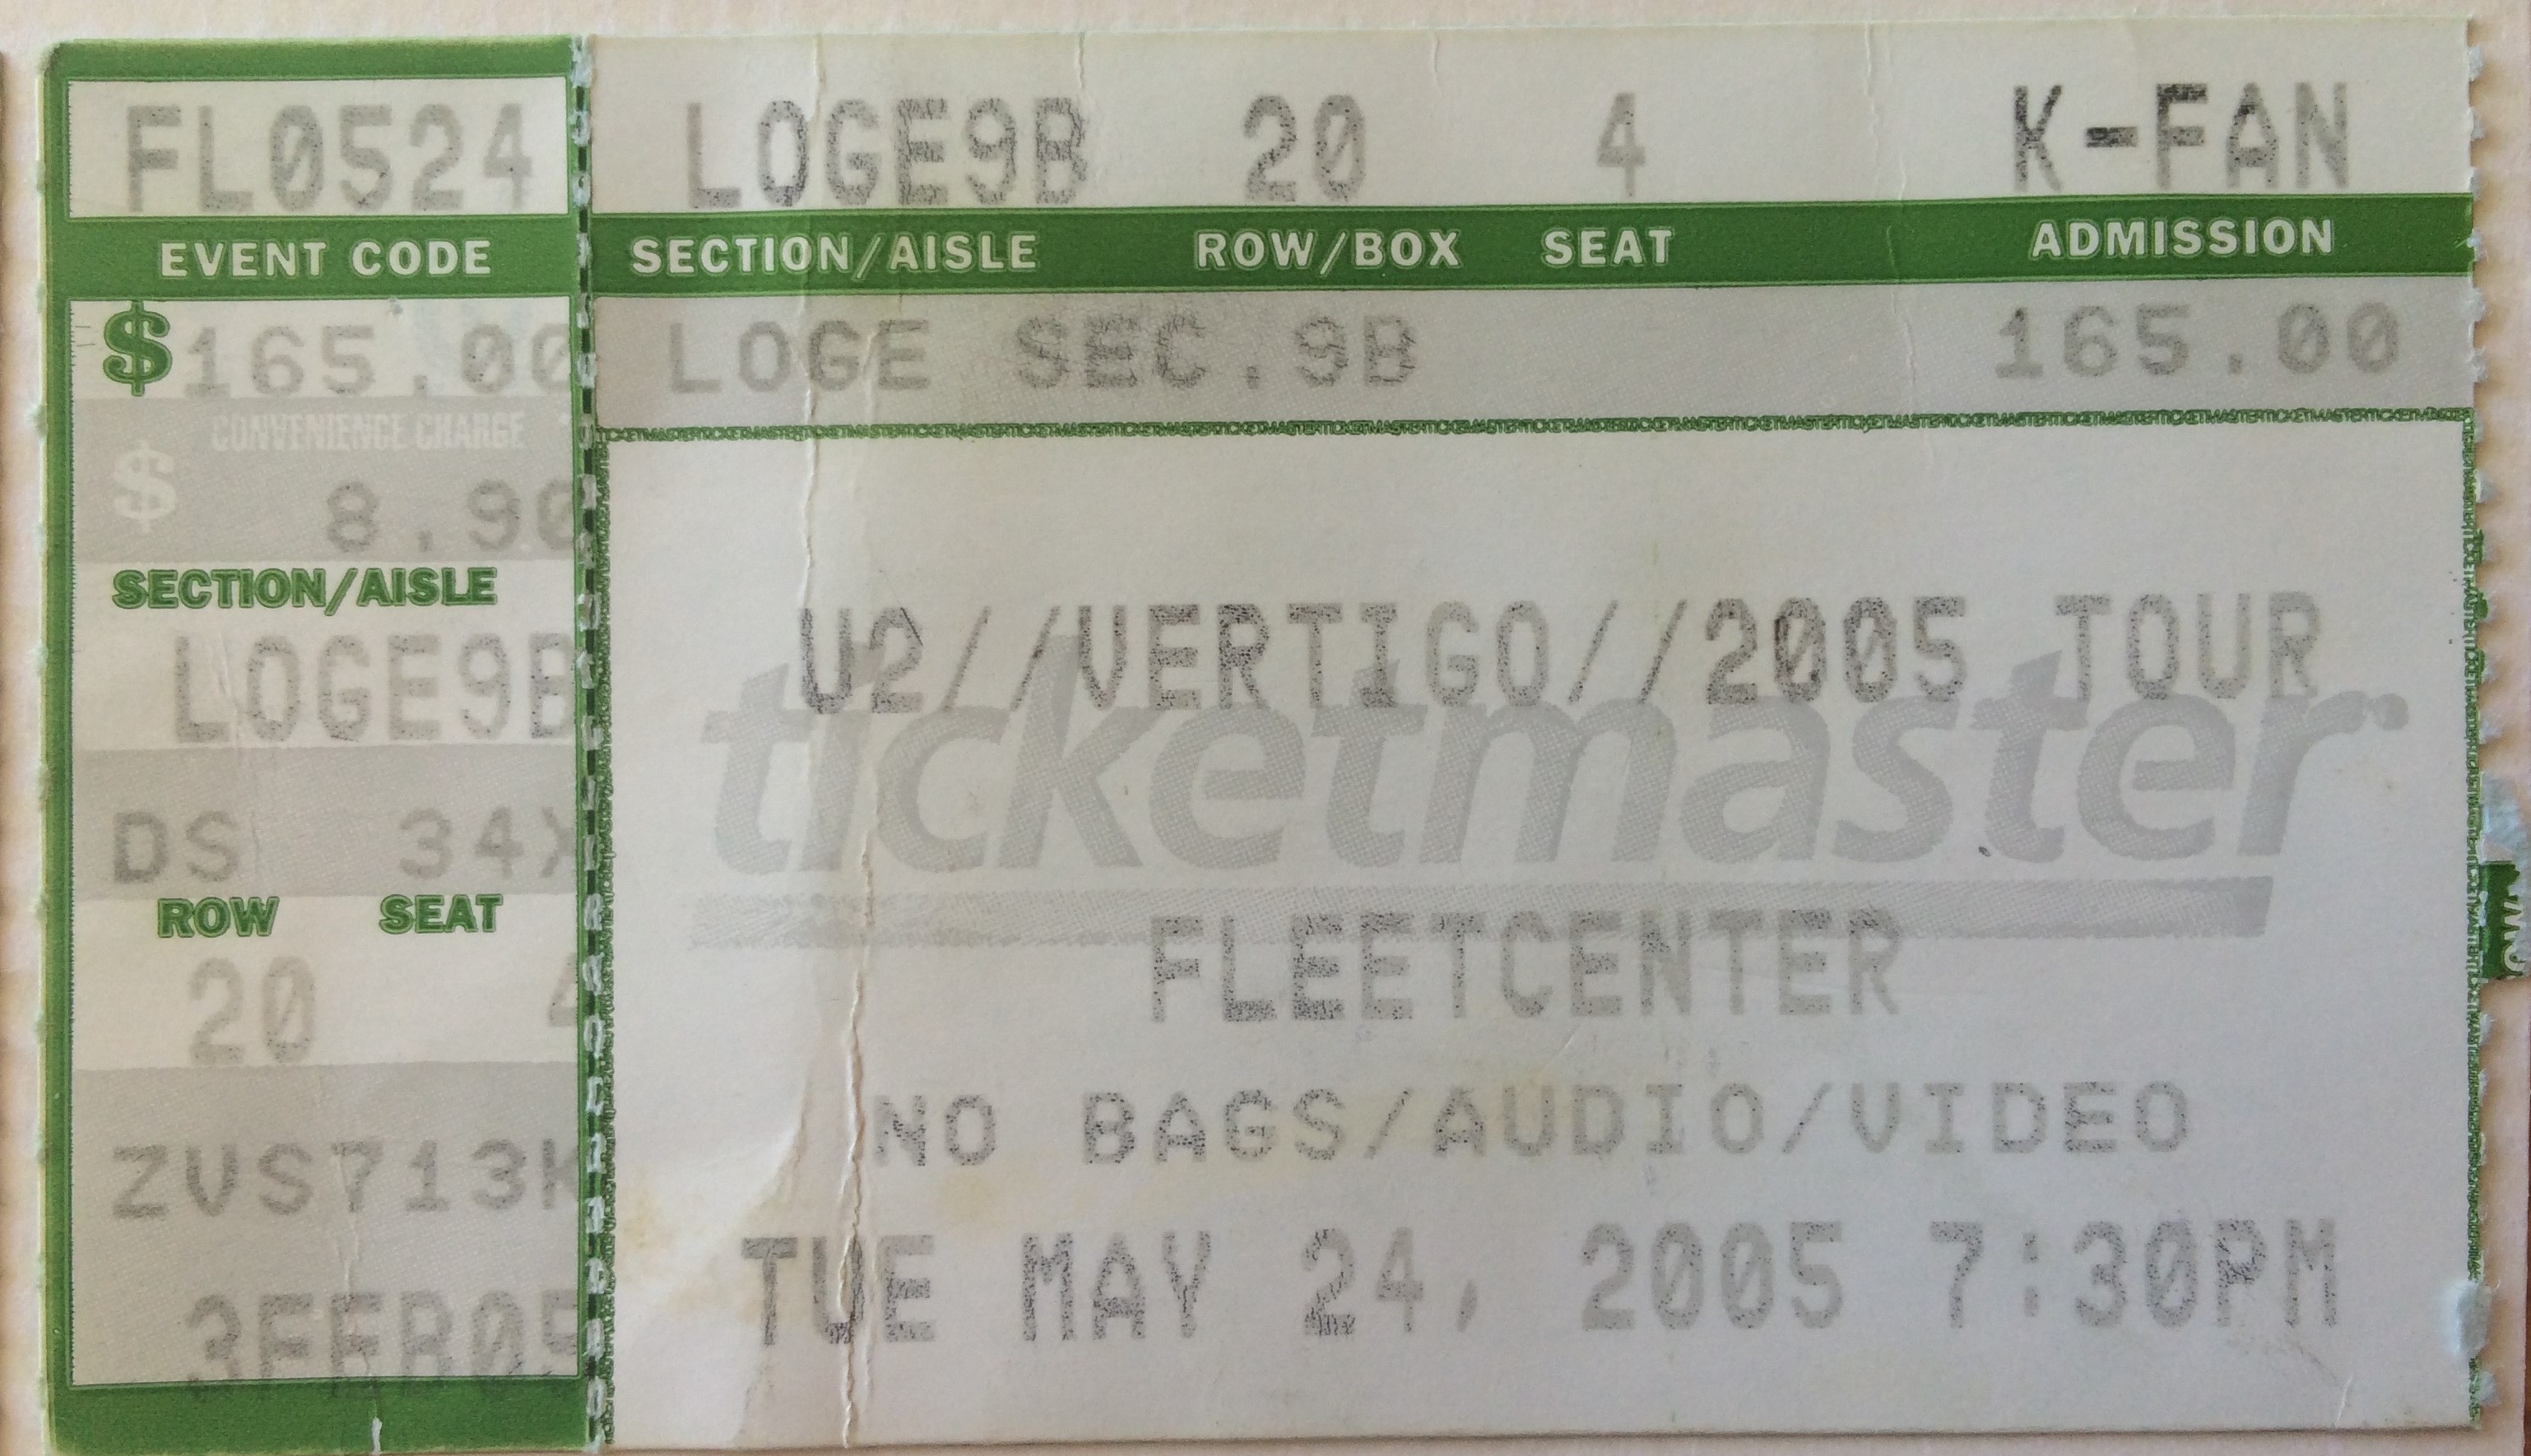 FL0524
EVENT CODE
$165.00
CONVENIENCE CHARGE
$ 8.90
SECTION/AISLE
LOGE9B
DS 34X
ROW SEAT
20 4
ZVS713K
3FEB05
LOGE9B 20 4 K-FAN
SECTION/AISLE ROW/BOX SEAT ADMISSION
LOGE SEC.9B 165.00
U2//VERTIGO//2005 TOUR
ticketmaster
FLEETCENTER
NO BAGS/AUDIO/VIDEO
TUE MAY 24, 2005 7:30PM